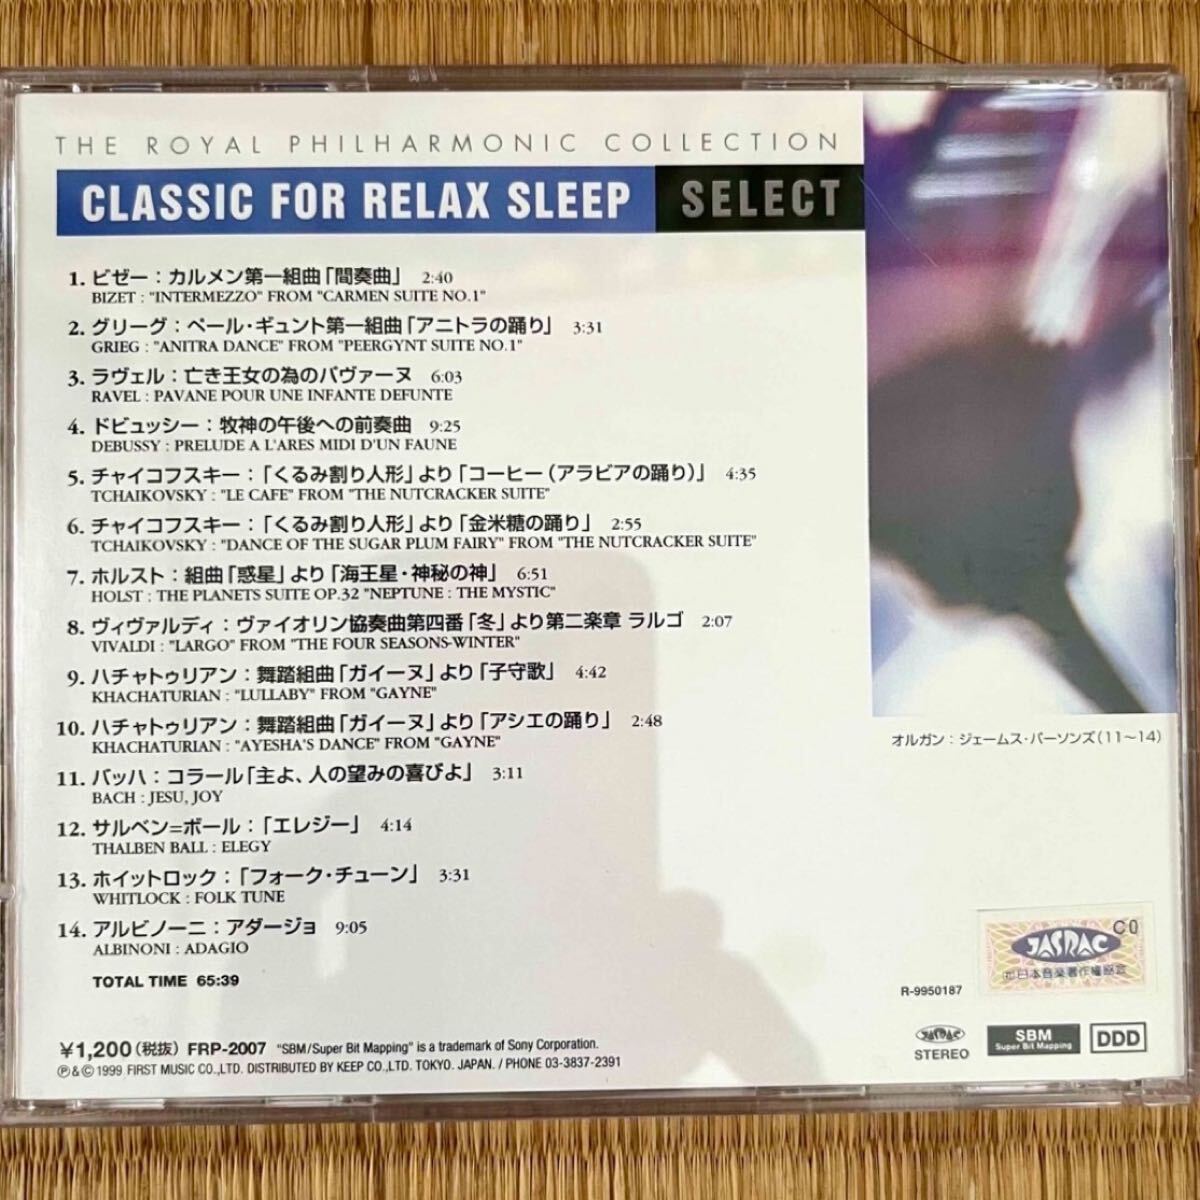 THE ROYAL PHILHARMONIC COLLECTION
CLASSIC FOR RELAX SLEEP SELECT
1. ビゼー：カルメン第一組曲「間奏曲」 2:40
BIZET : "INTERMEZZO" FROM "CARMEN SUITE NO.1"
2. グリーグ：ペール・ギュント第一組曲「アニトラの踊り」 3:31
GRIEG : "ANITRA DANCE" FROM "PEERGYNT SUITE NO.1"
3. ラヴェル：亡き王女の為のパヴァーヌ 6:03
RAVEL : PAVANE POUR UNE INFANTE DEFUNTE
4. ドビュッシー：牧神の午後への前奏曲 9:25
DEBUSSY : PRELUDE A L'ARES MIDI D'UN FAUNE
5. チャイコフスキー：「くるみ割り人形」より「コーヒー（アラビアの踊り）」 4:35
TCHAIKOVSKY : "LE CAFE" FROM "THE NUTCRACKER SUITE"
6. チャイコフスキー：「くるみ割り人形」より「金米糖の踊り」 2:55
TCHAIKOVSKY : "DANCE OF THE SUGAR PLUM FAIRY" FROM "THE NUTCRACKER SUITE"
7. ホルスト：組曲「惑星」より「海王星・神秘の神」 6:51
HOLST : THE PLANETS SUITE OP.32 "NEPTUNE : THE MYSTIC"
8. ヴィヴァルディ：ヴァイオリン協奏曲第四番「冬」より第二楽章 ラルゴ 2:07
VIVALDI : "LARGO" FROM "THE FOUR SEASONS-WINTER"
9. ハチャトゥリアン：舞踏組曲「ガイーヌ」より「子守歌」 4:42
KHACHATURIAN : "LULLABY" FROM "GAYNE"
10. ハチャトゥリアン：舞踏組曲「ガイーヌ」より「アシエの踊り」 2:48
KHACHATURIAN : "AYESHA'S DANCE" FROM "GAYNE"
オルガン：ジェームス・パーソンズ(11〜14)
11. バッハ：コラール「主よ、人の望みの喜びよ」 3:11
BACH : JESU, JOY
12. サルベン=ボール：「エレジー」 4:14
THALBEN BALL : ELEGY
13. ホイットロック：「フォーク・チューン」 3:31
WHITLOCK : FOLK TUNE
14. アルビノーニ：アダージョ 9:05
ALBINONI : ADAGIO
TOTAL TIME 65:39
JASRAC CO
㈳日本音楽著作権協会
R-9950187
JASRAC
STEREO
SBM
Super Bit Mapping
DDD
¥1,200(税抜) FRP-2007 "SBM/Super Bit Mapping" is a trademark of Sony Corporation.
℗&© 1999 FIRST MUSIC CO.,LTD. DISTRIBUTED BY KEEP CO.,LTD. TOKYO. JAPAN. / PHONE 03-3837-2391